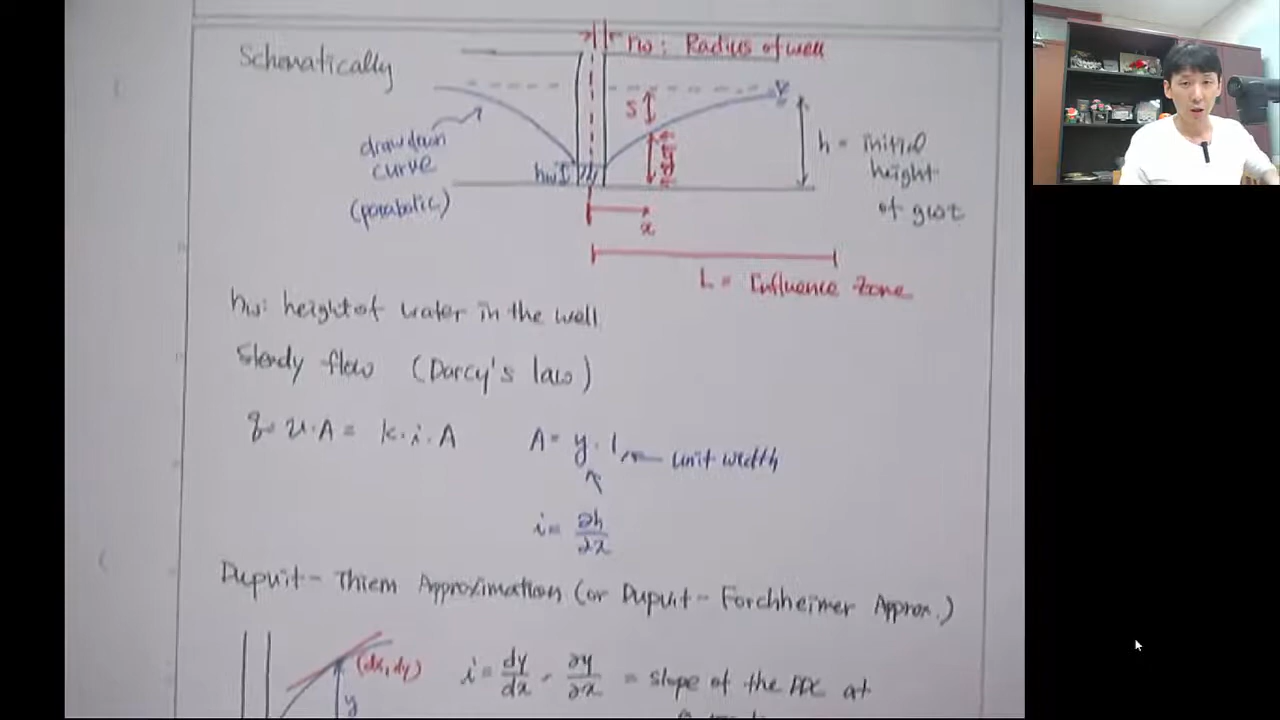 Schematically
rw: Radius of well
s
drawdown
curve
(parabolic)
hw
y
h = initial
height
of gwt
x
L = Influence zone
hw: height of water in the well
Steady flow (Darcy's law)
q = v.A = k.i.A
A = y.1
unit width
i = ∂h/∂x
Dupuit-Thiem Approximation (or Dupuit-Forchheimer Approx.)
(dx,dy)
y
i = dy/dx = ∂y/∂x = slope of the DDC at